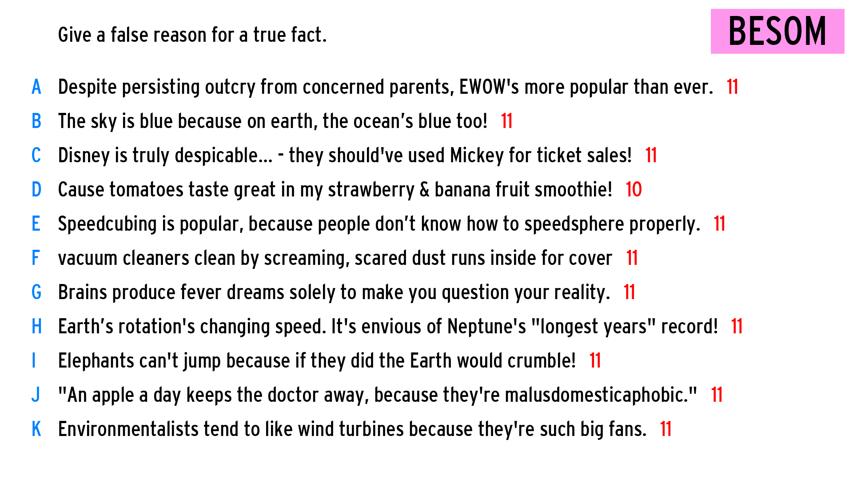 Give a false reason for a true fact.
BESOM
A Despite persisting outcry from concerned parents, EWOW's more popular than ever. 11
B The sky is blue because on earth, the ocean’s blue too! 11
C Disney is truly despicable... - they should've used Mickey for ticket sales! 11
D Cause tomatoes taste great in my strawberry & banana fruit smoothie! 10
E Speedcubing is popular, because people don’t know how to speedsphere properly. 11
F vacuum cleaners clean by screaming, scared dust runs inside for cover 11
G Brains produce fever dreams solely to make you question your reality. 11
H Earth’s rotation's changing speed. It's envious of Neptune's "longest years" record! 11
I Elephants can't jump because if they did the Earth would crumble! 11
J "An apple a day keeps the doctor away, because they're malusdomesticaphobic." 11
K Environmentalists tend to like wind turbines because they're such big fans. 11